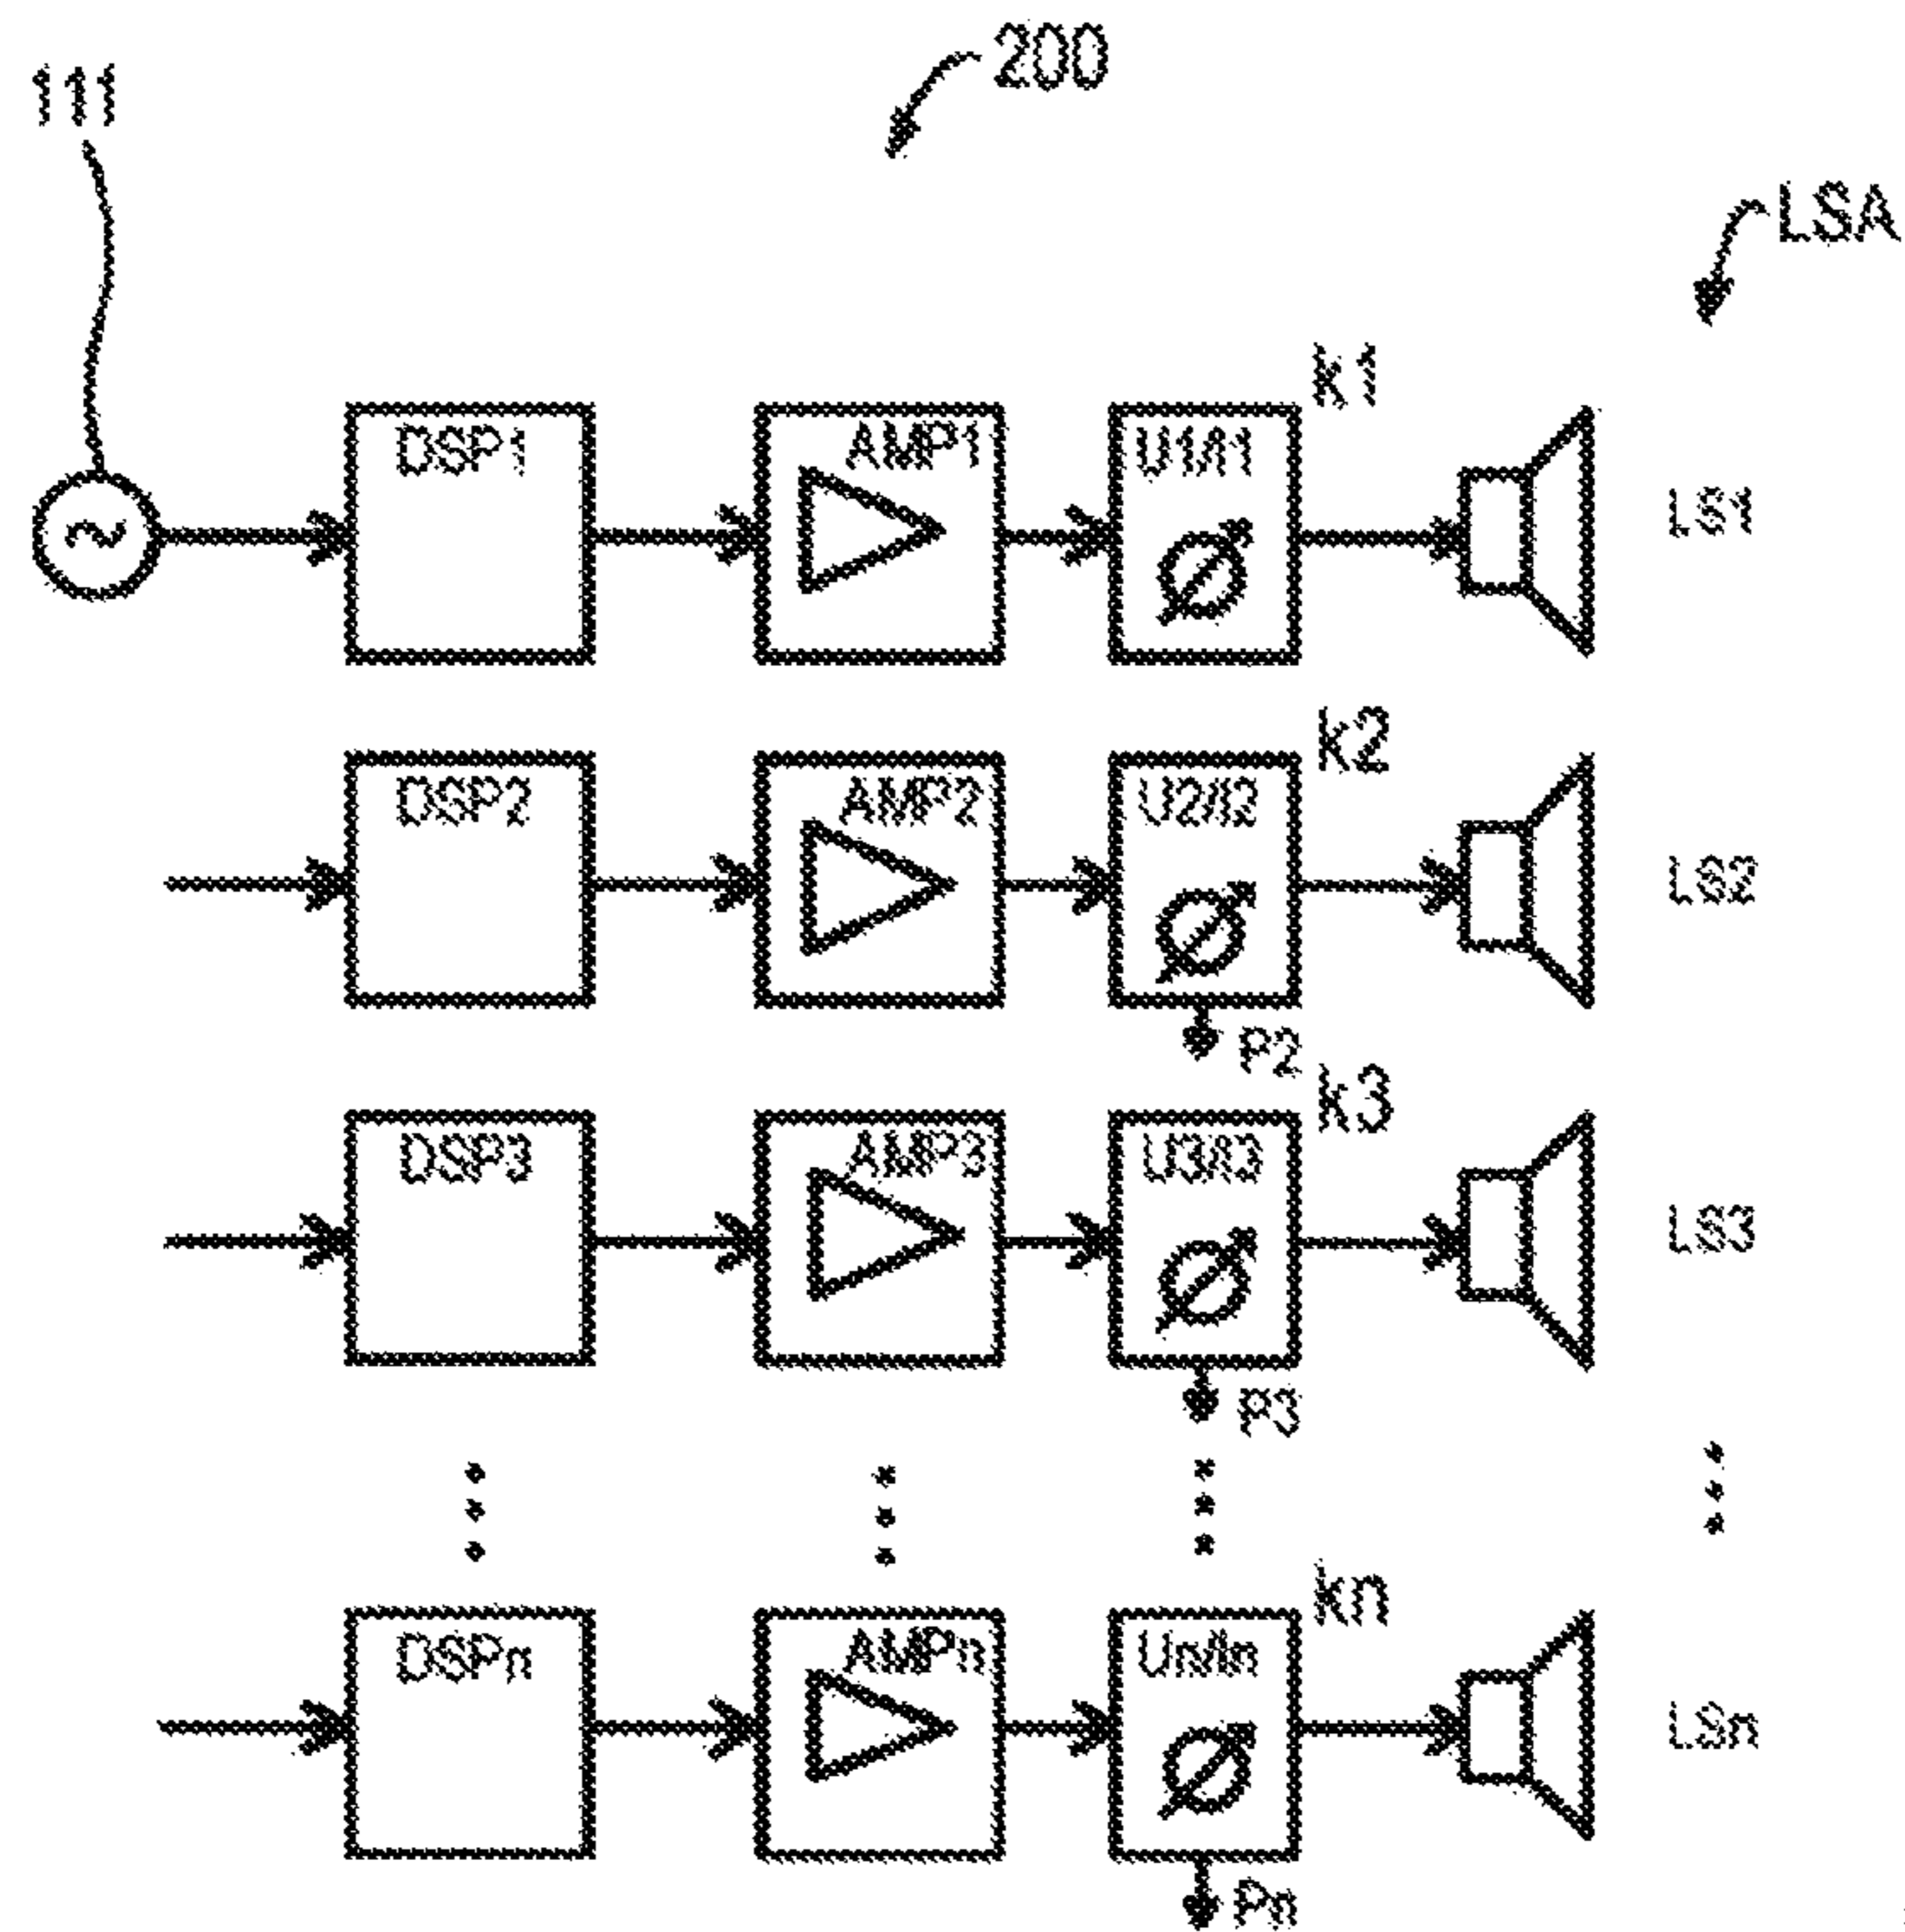 200
111
LSA
k1
DSP1
AMP1
U1/I1
LS1
k2
DSP2
AMP2
U2/I2
LS2
P2
k3
DSP3
AMP3
U3/I3
LS3
P3
kn
DSPn
AMPn
Un/In
LSn
Pn